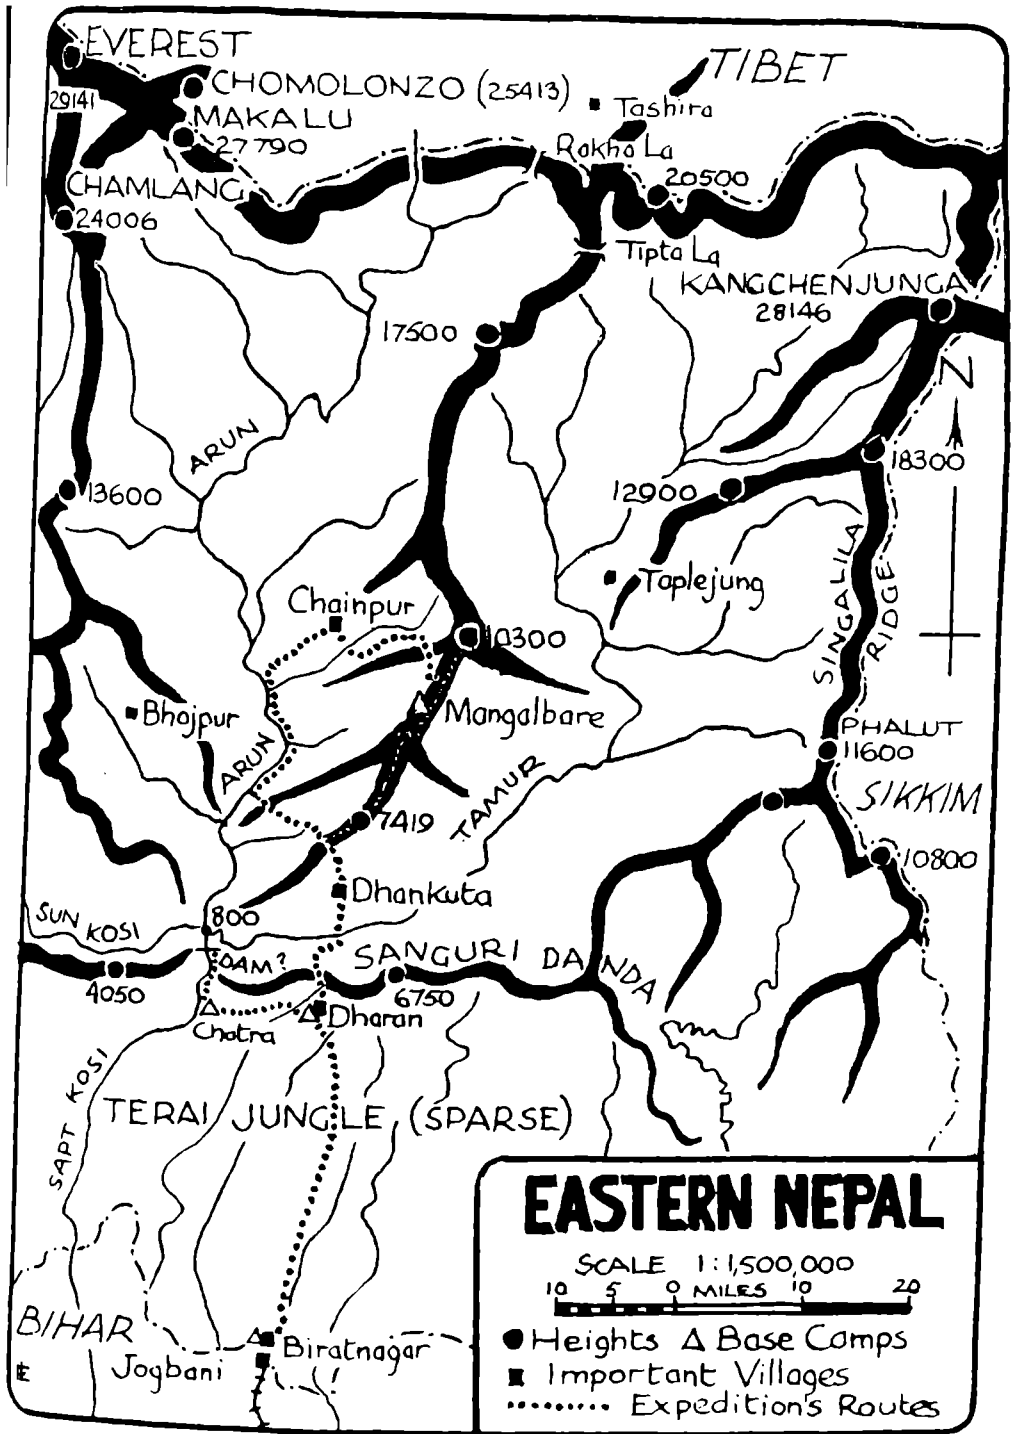 EVEREST
29141
CHOMOLONZO (25413)
MAKALU
27790
TIBET
Tashira
Rakha La
20500
CHAMLANG
24006
Tipta La
KANGCHENJUNGA
28146
17500
N
ARUN
13600
12900
18300
Taplejung
SINGALILA
RIDGE
Chainpur
10300
Bhojpur
Mangalbare
ARUN
PHALUT
11600
SIKKIM
TAMUR
7419
10800
Dhankuta
SUN KOSI
800
DAM?
SANGURI DANDA
4050
6750
Chatra
Dharan
SAPT KOSI
TERAI JUNGLE (SPARSE)
BIHAR
Jogbani
Biratnagar
EASTERN NEPAL
SCALE 1:1,500,000
10 5 0 MILES 10 20
Heights Base Camps
Important Villages
Expedition's Routes